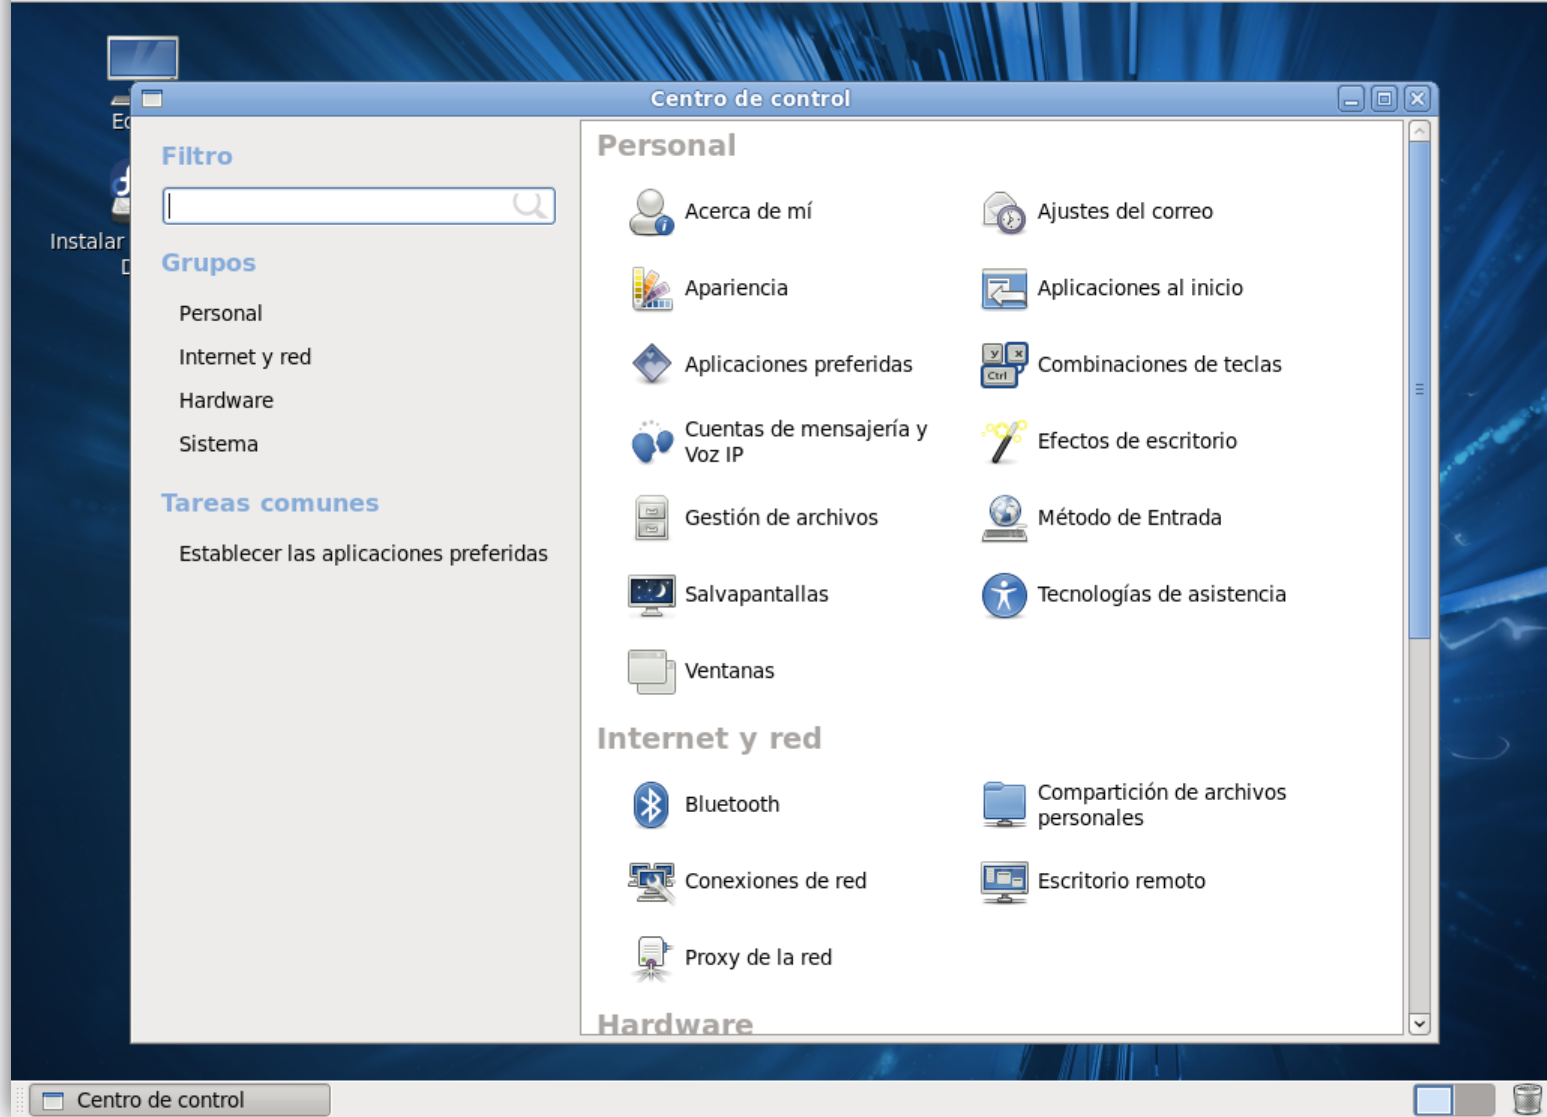 Centro de control
Instalar
Filtro
Grupos
Personal
Internet y red
Hardware
Sistema
Tareas comunes
Establecer las aplicaciones preferidas
Personal
Acerca de mí
Ajustes del correo
Apariencia
Aplicaciones al inicio
Aplicaciones preferidas
y x
Ctrl
Combinaciones de teclas
Cuentas de mensajería y
Voz IP
Efectos de escritorio
Gestión de archivos
Método de Entrada
Salvapantallas
Tecnologías de asistencia
Ventanas
Internet y red
Bluetooth
Compartición de archivos
personales
Conexiones de red
Escritorio remoto
Proxy de la red
Hardware
Centro de control